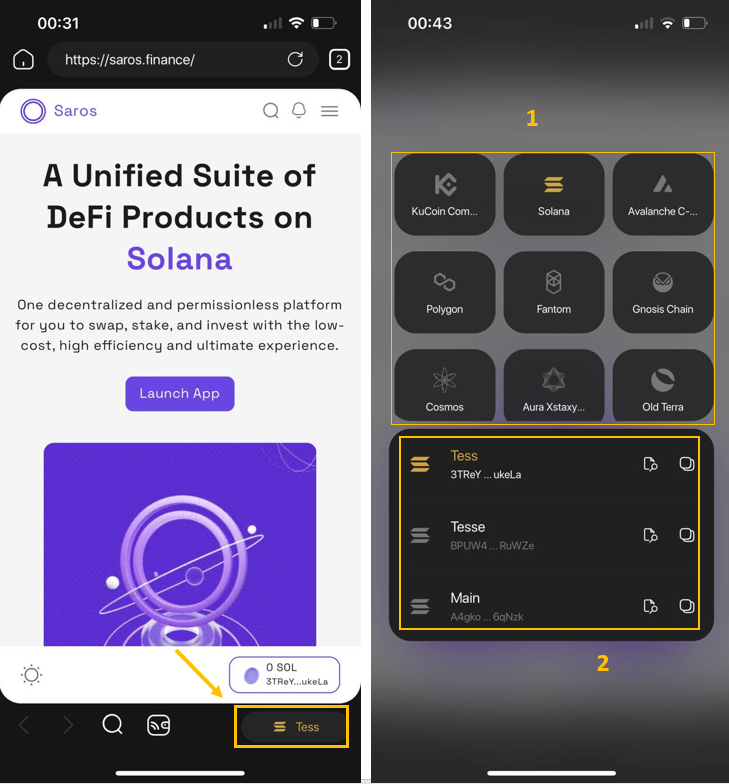 00:31
https://saros.finance/
2
Saros
A Unified Suite of
DeFi Products on
Solana
One decentralized and permissionless platform
for you to swap, stake, and invest with the low-
cost, high efficiency and ultimate experience.
Launch App
0 SOL
3TReY...ukeLa
Tess
00:43
1
KuCoin Com...
Solana
Avalanche C-...
Polygon
Fantom
Gnosis Chain
Cosmos
Aura Xstaxy...
Old Terra
Tess
3TReY ... ukeLa
Tesse
BPUW4 ... RuWZe
Main
A4gko ... 6qNzk
2